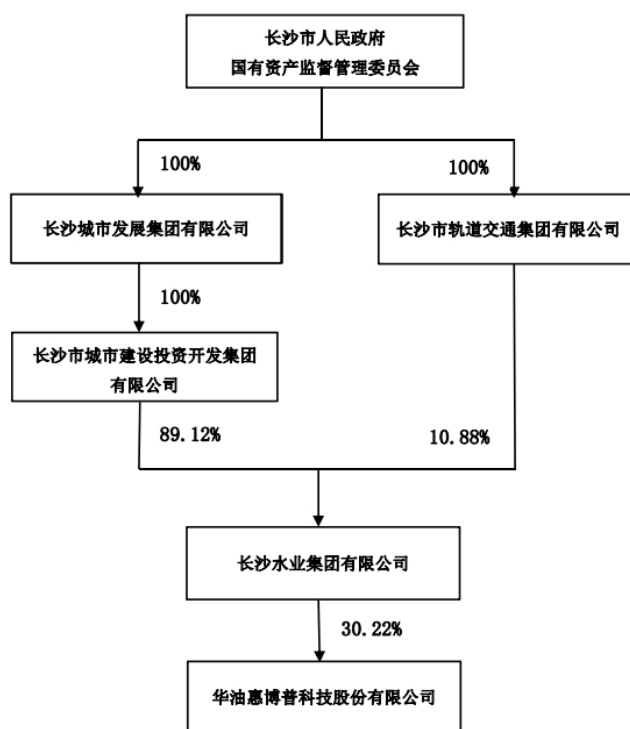 长沙市人民政府
国有资产监督管理委员会
100%
100%
长沙城市发展集团有限公司
长沙市轨道交通集团有限公司
100%
长沙市城市建设投资开发集团
有限公司
89.12%
10.88%
长沙水业集团有限公司
30.22%
华油惠博普科技股份有限公司